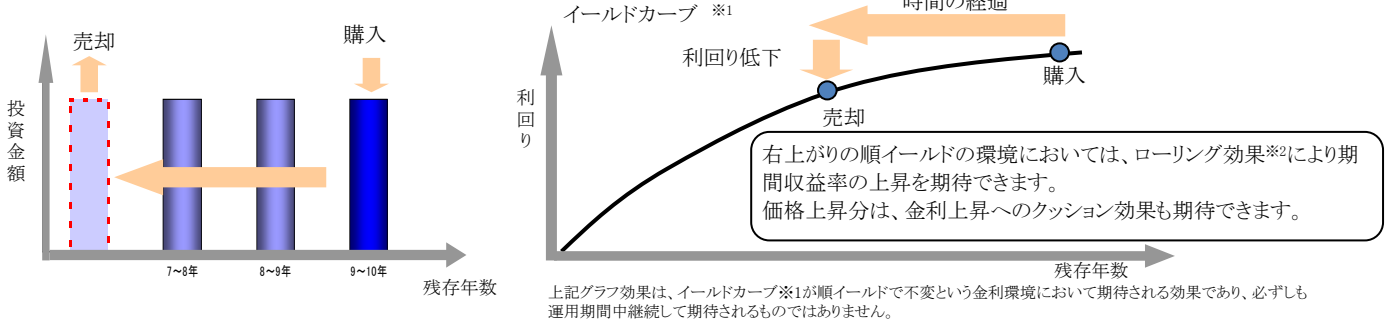 売却
購入
投資金額
7～8年
8～9年
9～10年
残存年数
イールドカーブ ※1
時間の経過
利回り低下
購入
売却
利回り
右上がりの順イールドの環境においては、ローリング効果※2により期
間収益率の上昇を期待できます。
価格上昇分は、金利上昇へのクッション効果も期待できます。
残存年数
上記グラフ効果は、イールドカーブ※1が順イールドで不変という金利環境において期待される効果であり、必ずしも
運用期間中継続して期待されるものではありません。